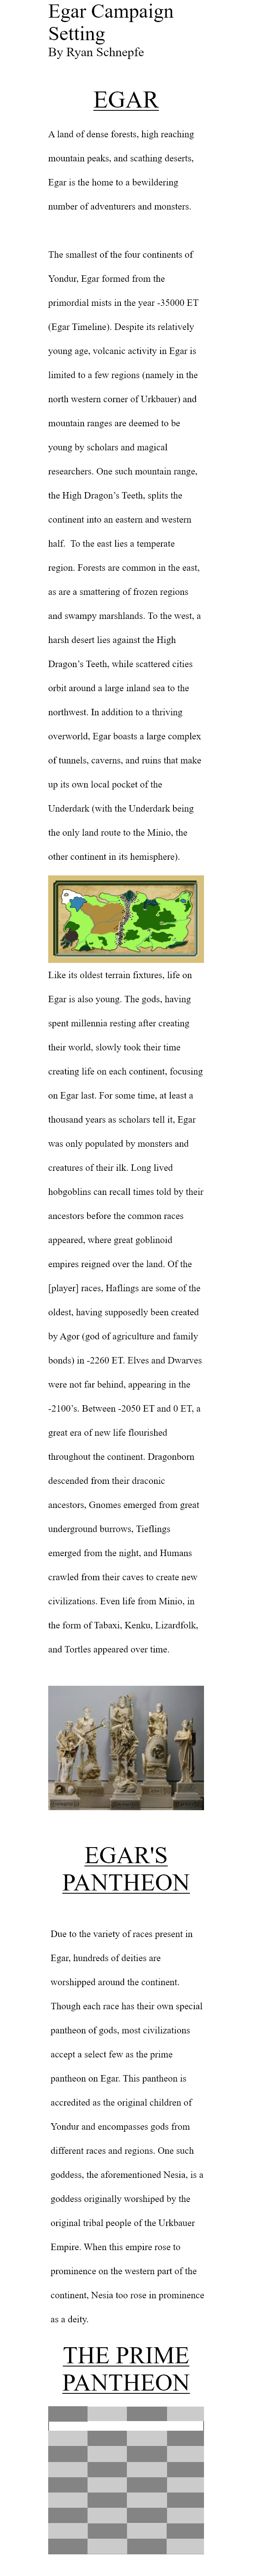 Egar Campaign
Setting
By Ryan Schnepfe
EGAR
A land of dense forests, high reaching
mountain peaks, and scathing deserts,
Egar is the home to a bewildering
number of adventurers and monsters.
The smallest of the four continents of
Yondur, Egar formed from the
primordial mists in the year -35000 ET
(Egar Timeline). Despite its relatively
young age, volcanic activity in Egar is
limited to a few regions (namely in the
north western corner of Urkbauer) and
mountain ranges are deemed to be
young by scholars and magical
researchers. One such mountain range,
the High Dragon’s Teeth, splits the
continent into an eastern and western
half.  To the east lies a temperate
region. Forests are common in the east,
as are a smattering of frozen regions
and swampy marshlands. To the west, a
harsh desert lies against the High
Dragon’s Teeth, while scattered cities
orbit around a large inland sea to the
northwest. In addition to a thriving
overworld, Egar boasts a large complex
of tunnels, caverns, and ruins that make
up its own local pocket of the
Underdark (with the Underdark being
the only land route to the Minio, the
other continent in its hemisphere).
Like its oldest terrain fixtures, life on
Egar is also young. The gods, having
spent millennia resting after creating
their world, slowly took their time
creating life on each continent, focusing
on Egar last. For some time, at least a
thousand years as scholars tell it, Egar
was only populated by monsters and
creatures of their ilk. Long lived
hobgoblins can recall times told by their
ancestors before the common races
appeared, where great goblinoid
empires reigned over the land. Of the
[player] races, Haflings are some of the
oldest, having supposedly been created
by Agor (god of agriculture and family
bonds) in -2260 ET. Elves and Dwarves
were not far behind, appearing in the
-2100’s. Between -2050 ET and 0 ET, a
great era of new life flourished
throughout the continent. Dragonborn
descended from their draconic
ancestors, Gnomes emerged from great
underground burrows, Tieflings
emerged from the night, and Humans
crawled from their caves to create new
civilizations. Even life from Minio, in
the form of Tabaxi, Kenku, Lizardfolk,
and Tortles appeared over time.
EGAR'S
PANTHEON
Due to the variety of races present in
Egar, hundreds of deities are
worshipped around the continent.
Though each race has their own special
pantheon of gods, most civilizations
accept a select few as the prime
pantheon on Egar. This pantheon is
accredited as the original children of
Yondur and encompasses gods from
different races and regions. One such
goddess, the aforementioned Nesia, is a
goddess originally worshiped by the
original tribal people of the Urkbauer
Empire. When this empire rose to
prominence on the western part of the
continent, Nesia too rose in prominence
as a deity.
THE PRIME
PANTHEON